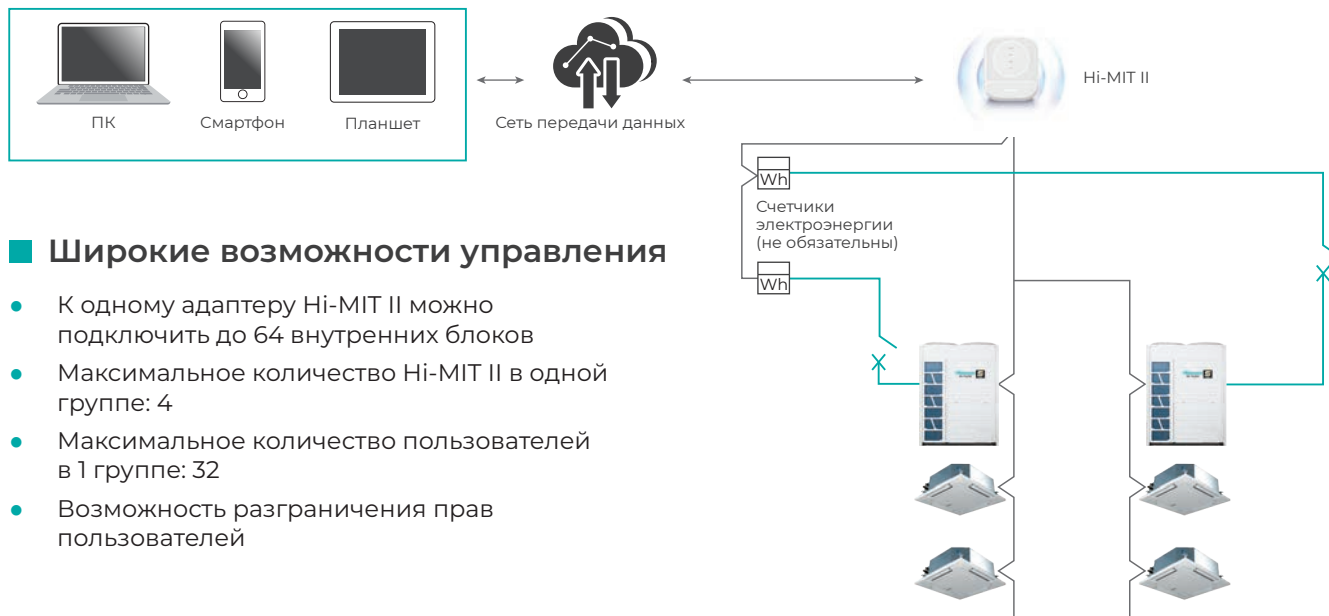 ПК
Смартфон
Планшет
Сеть передачи данных
Hi-MIT II
Wh
Счетчики
электроэнергии
(не обязательны)
Wh
Широкие возможности управления
К одному адаптеру Hi-MIT II можно
подключить до 64 внутренних блоков
Максимальное количество Hi-MIT II в одной
группе: 4
Максимальное количество пользователей
в 1 группе: 32
Возможность разграничения прав
пользователей